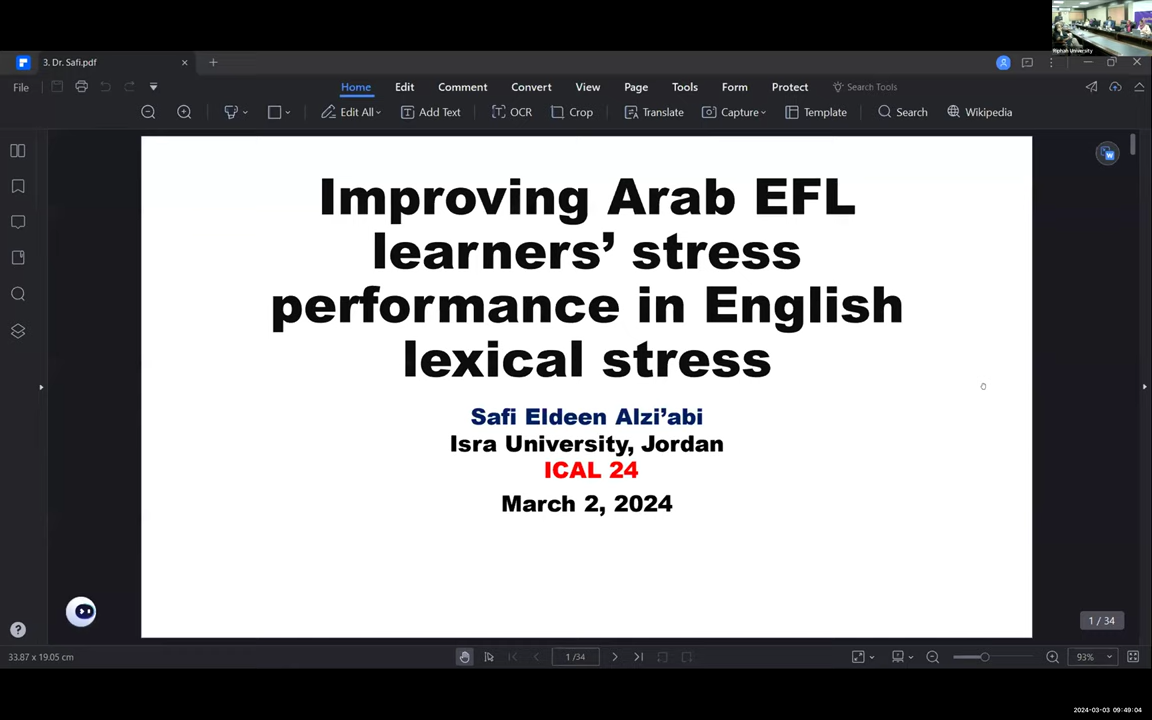 Riphah University
3. Dr. Safi.pdf
File
Home Edit Comment Convert View Page Tools Form Protect Search Tools
Edit All Add Text OCR Crop Translate Capture Template Search Wikipedia
Improving Arab EFL
learners’ stress
performance in English
lexical stress
Safi Eldeen Alzi’abi
Isra University, Jordan
ICAL 24
March 2, 2024
1 / 34
33.87 x 19.05 cm
1 /34
93%
2024-03-03 09:49:04